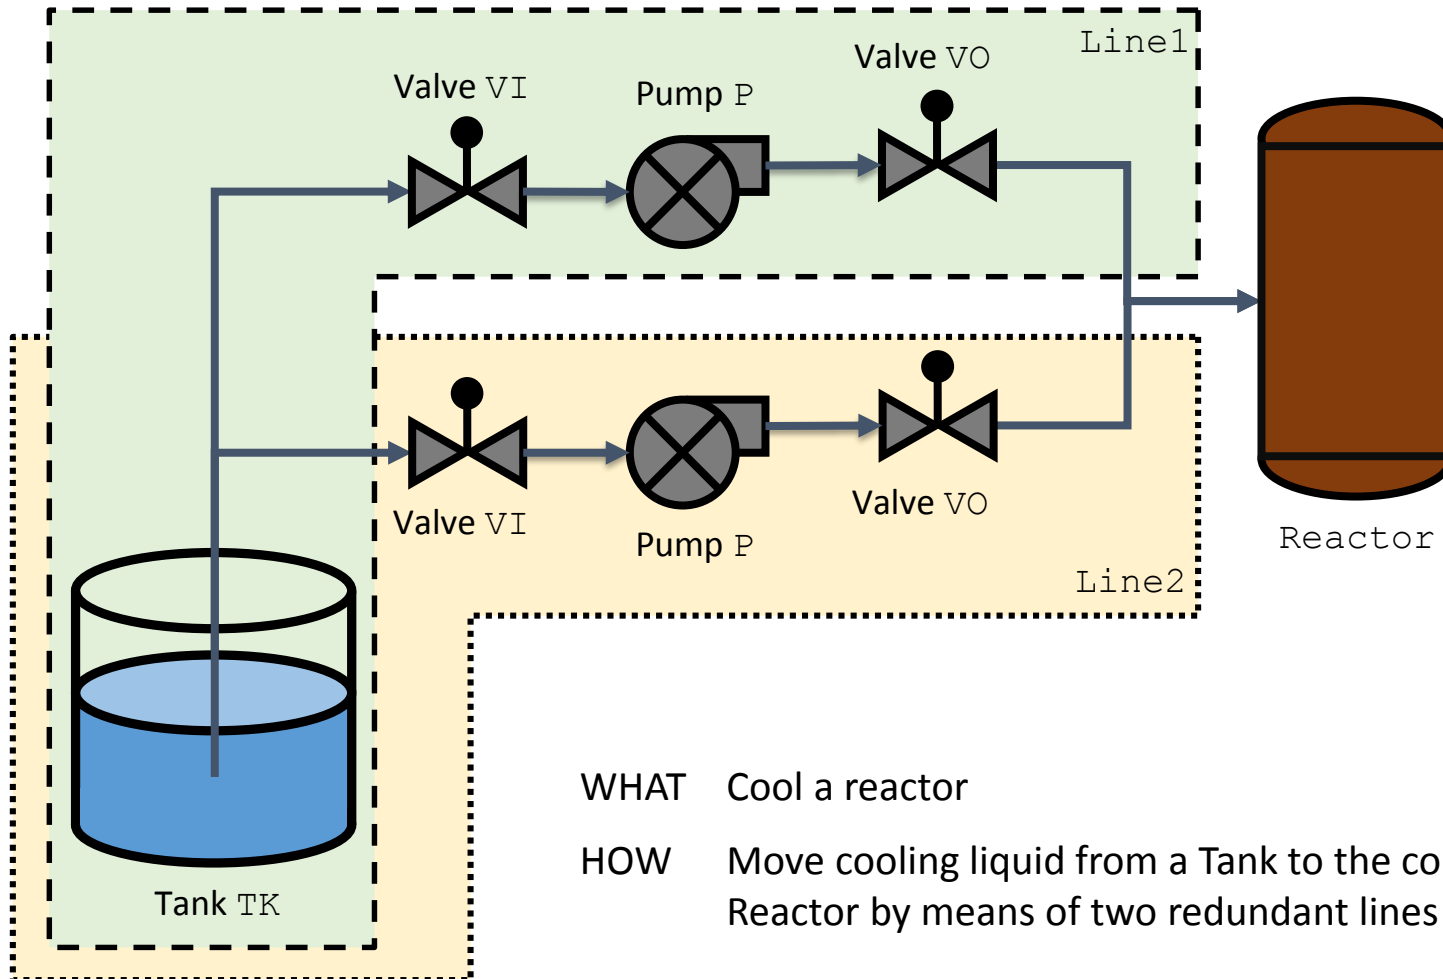 Line1
Valve VI
Pump P
Valve VO
Valve VI
Pump P
Valve VO
Line2
Reactor
Tank TK
WHAT Cool a reactor
HOW Move cooling liquid from a Tank to the co
Reactor by means of two redundant lines